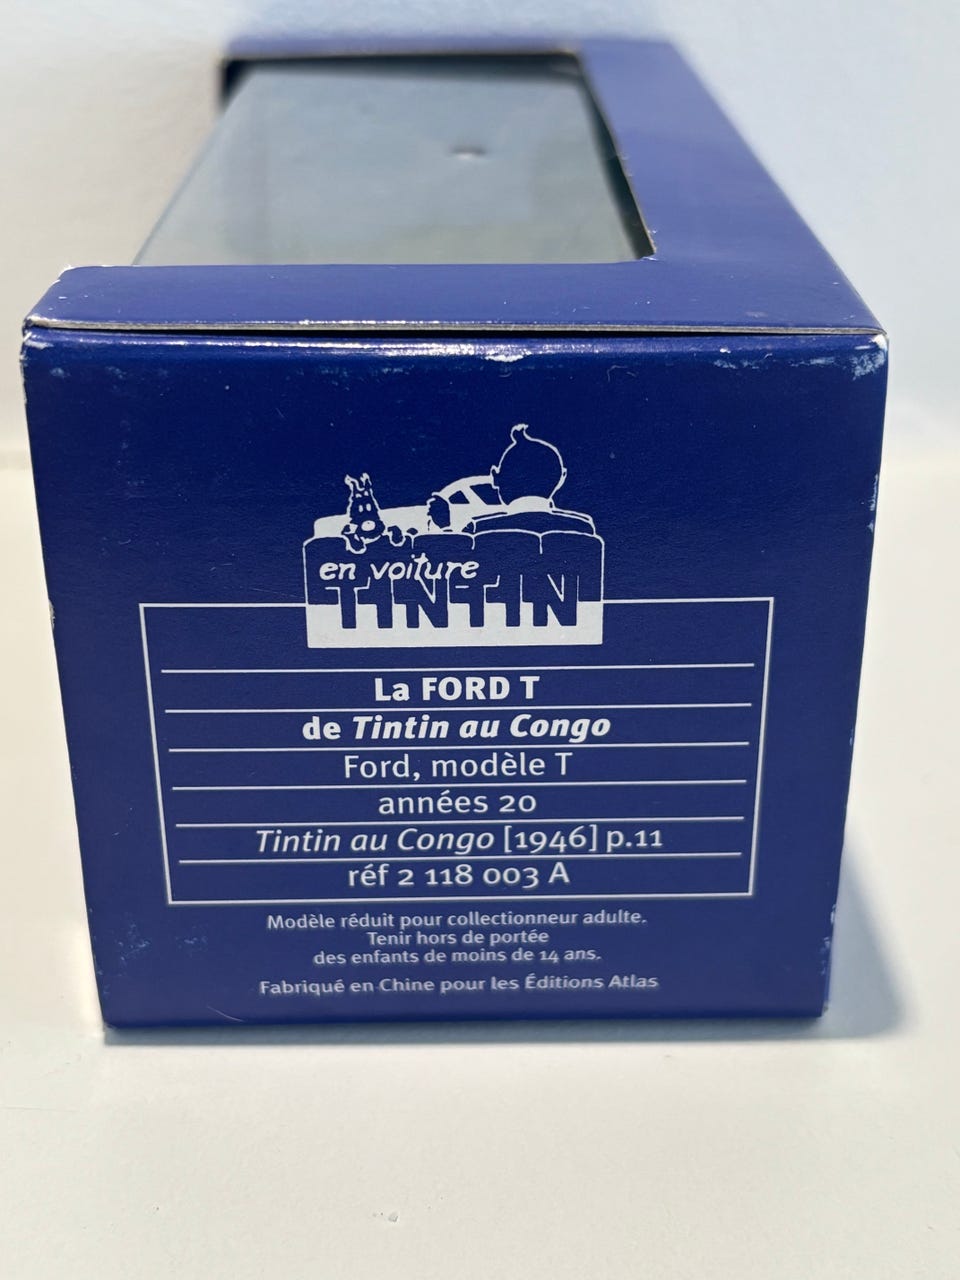 en voiture
TINTIN
La FORD T
de Tintin au Congo
Ford, modèle T
années 20
Tintin au Congo [1946] p.11
réf 2 118 003 A
Modèle réduit pour collectionneur adulte.
Tenir hors de portée
des enfants de moins de 14 ans.
Fabriqué en Chine pour les Éditions Atlas